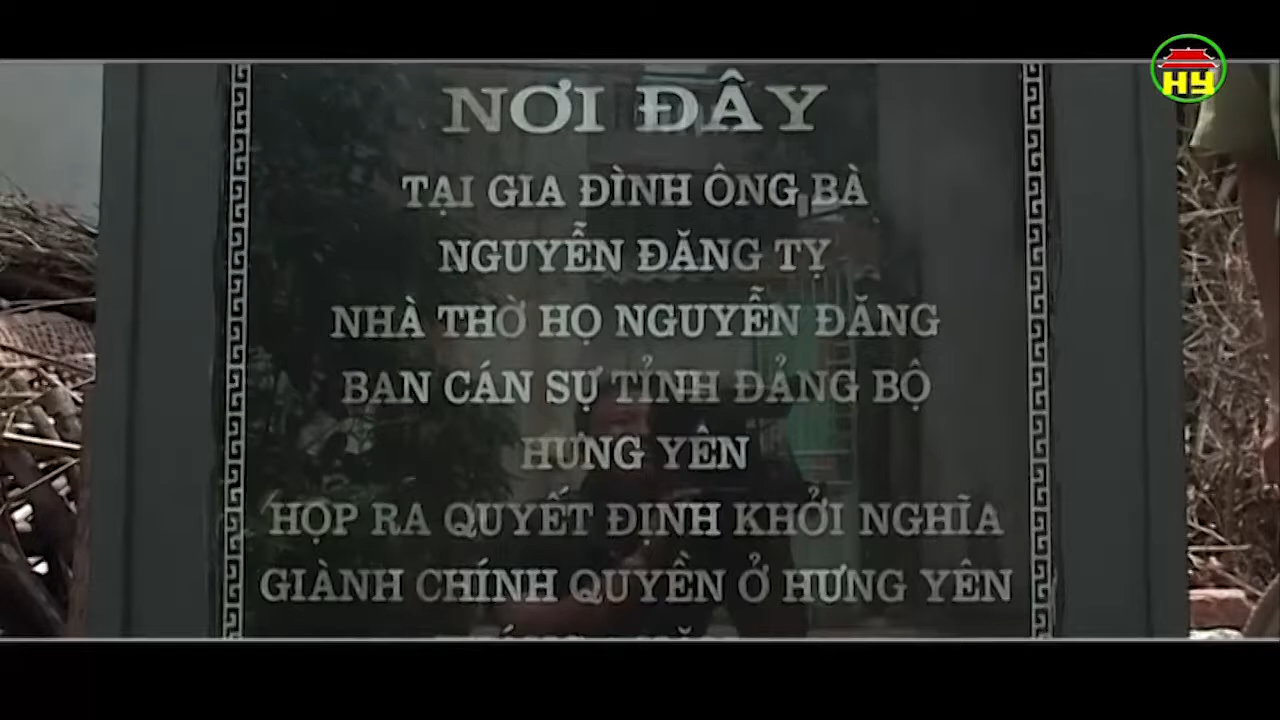 HY
NƠI ĐÂY
TẠI GIA ĐÌNH ÔNG BÀ
NGUYỄN ĐĂNG TỴ
NHÀ THỜ HỌ NGUYỄN ĐĂNG
BAN CÁN SỰ TỈNH ĐẢNG BỘ
HƯNG YÊN
HỌP RA QUYẾT ĐỊNH KHỞI NGHĨA
GIÀNH CHÍNH QUYỀN Ở HƯNG YÊN